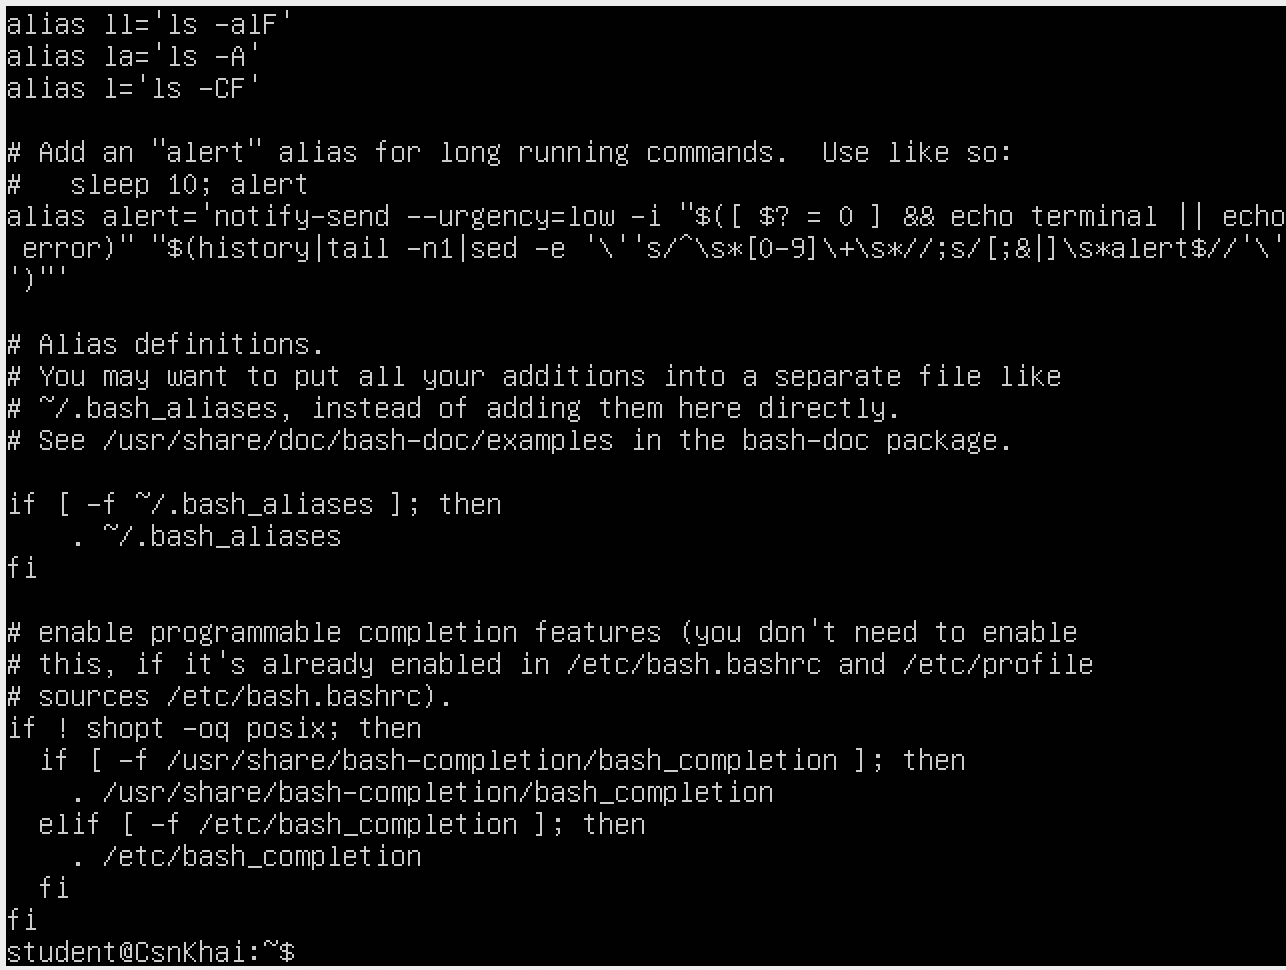 alias ll='ls -alF'
alias la='ls -A'
alias l='ls -CF'

# Add an "alert" alias for long running commands.  Use like so:
#   sleep 10; alert
alias alert='notify-send --urgency=low -i "$([ $? = 0 ] && echo terminal || echo
 error)" "$(history|tail -n1|sed -e '\''s/^\s*[0-9]\+\s*//;s/[;&|]\s*alert$//'\'
')"'

# Alias definitions.
# You may want to put all your additions into a separate file like
# ~/.bash_aliases, instead of adding them here directly.
# See /usr/share/doc/bash-doc/examples in the bash-doc package.

if [ -f ~/.bash_aliases ]; then
    . ~/.bash_aliases
fi

# enable programmable completion features (you don't need to enable
# this, if it's already enabled in /etc/bash.bashrc and /etc/profile
# sources /etc/bash.bashrc).
if ! shopt -oq posix; then
  if [ -f /usr/share/bash-completion/bash_completion ]; then
    . /usr/share/bash-completion/bash_completion
  elif [ -f /etc/bash_completion ]; then
    . /etc/bash_completion
  fi
fi
student@CsnKhai:~$